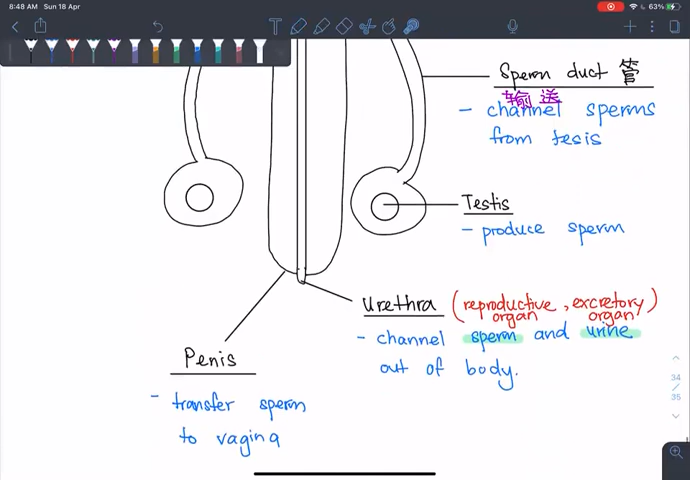 8:48 AM Sun 18 Apr
63%
Sperm duct 管
输送
- channel sperms
from tesis
Testis
- produce sperm
Urethra (reproductive, excretory)
organ organ
- channel sperm and urine
out of body.
Penis
- transfer sperm
to vagina
34
/
35